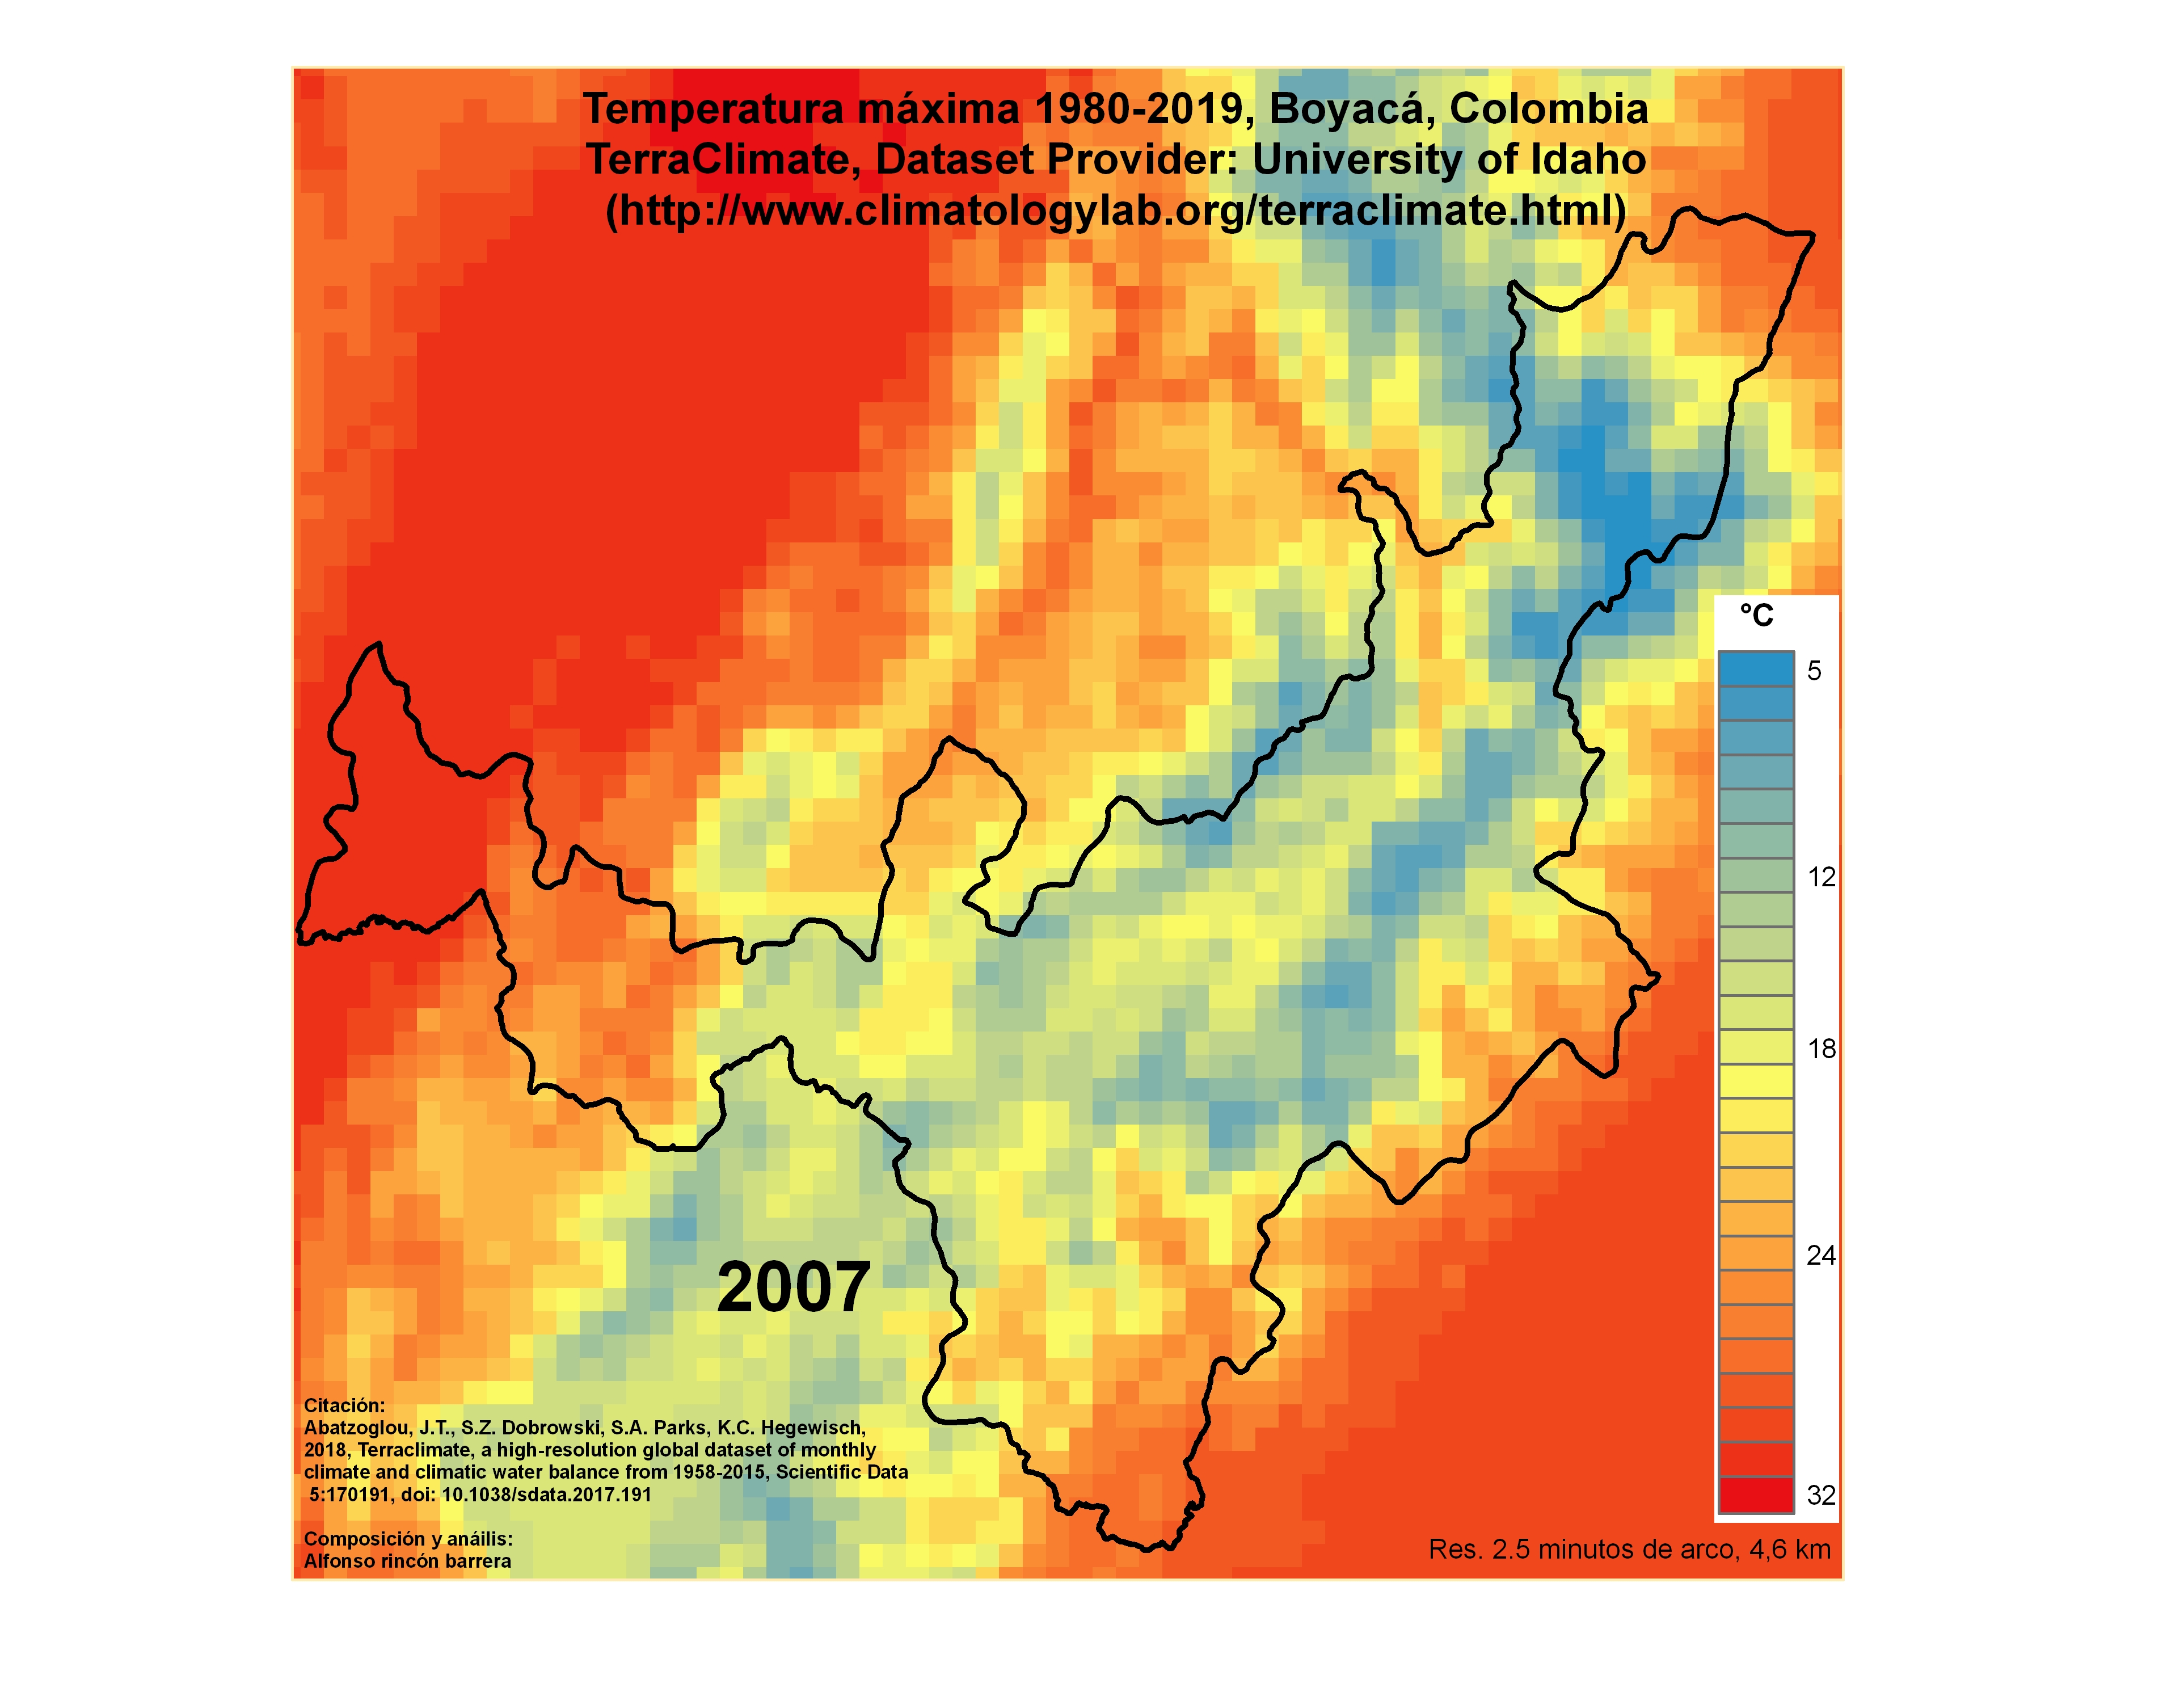 Temperatura máxima 1980-2019, Boyacá, Colombia
TerraClimate, Dataset Provider: University of Idaho
(http://www.climatologylab.org/terraclimate.html)
°C
5
12
18
24
32
2007
Citación:
Abatzoglou, J.T., S.Z. Dobrowski, S.A. Parks, K.C. Hegewisch,
2018, Terraclimate, a high-resolution global dataset of monthly
climate and climatic water balance from 1958-2015, Scientific Data
5:170191, doi: 10.1038/sdata.2017.191
Composición y anáilis:
Alfonso rincón barrera
Res. 2.5 minutos de arco, 4,6 km